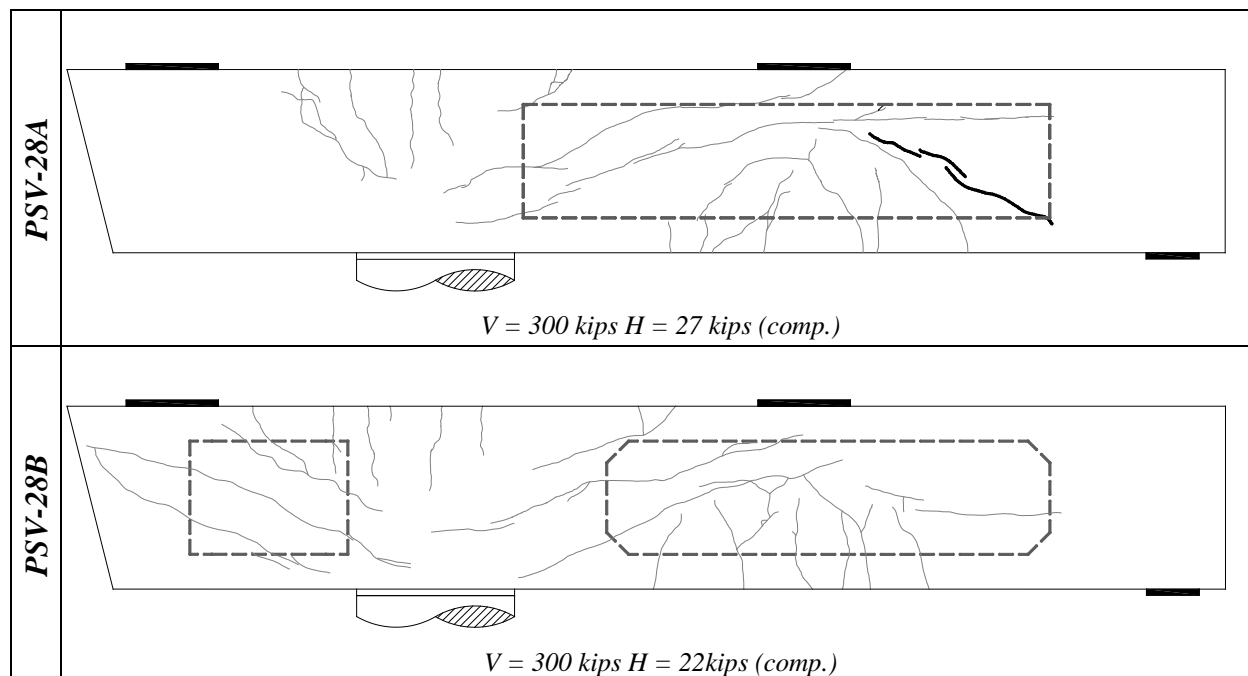 PSV-28A
V = 300 kips H = 27 kips (comp.)
PSV-28B
V = 300 kips H = 22kips (comp.)